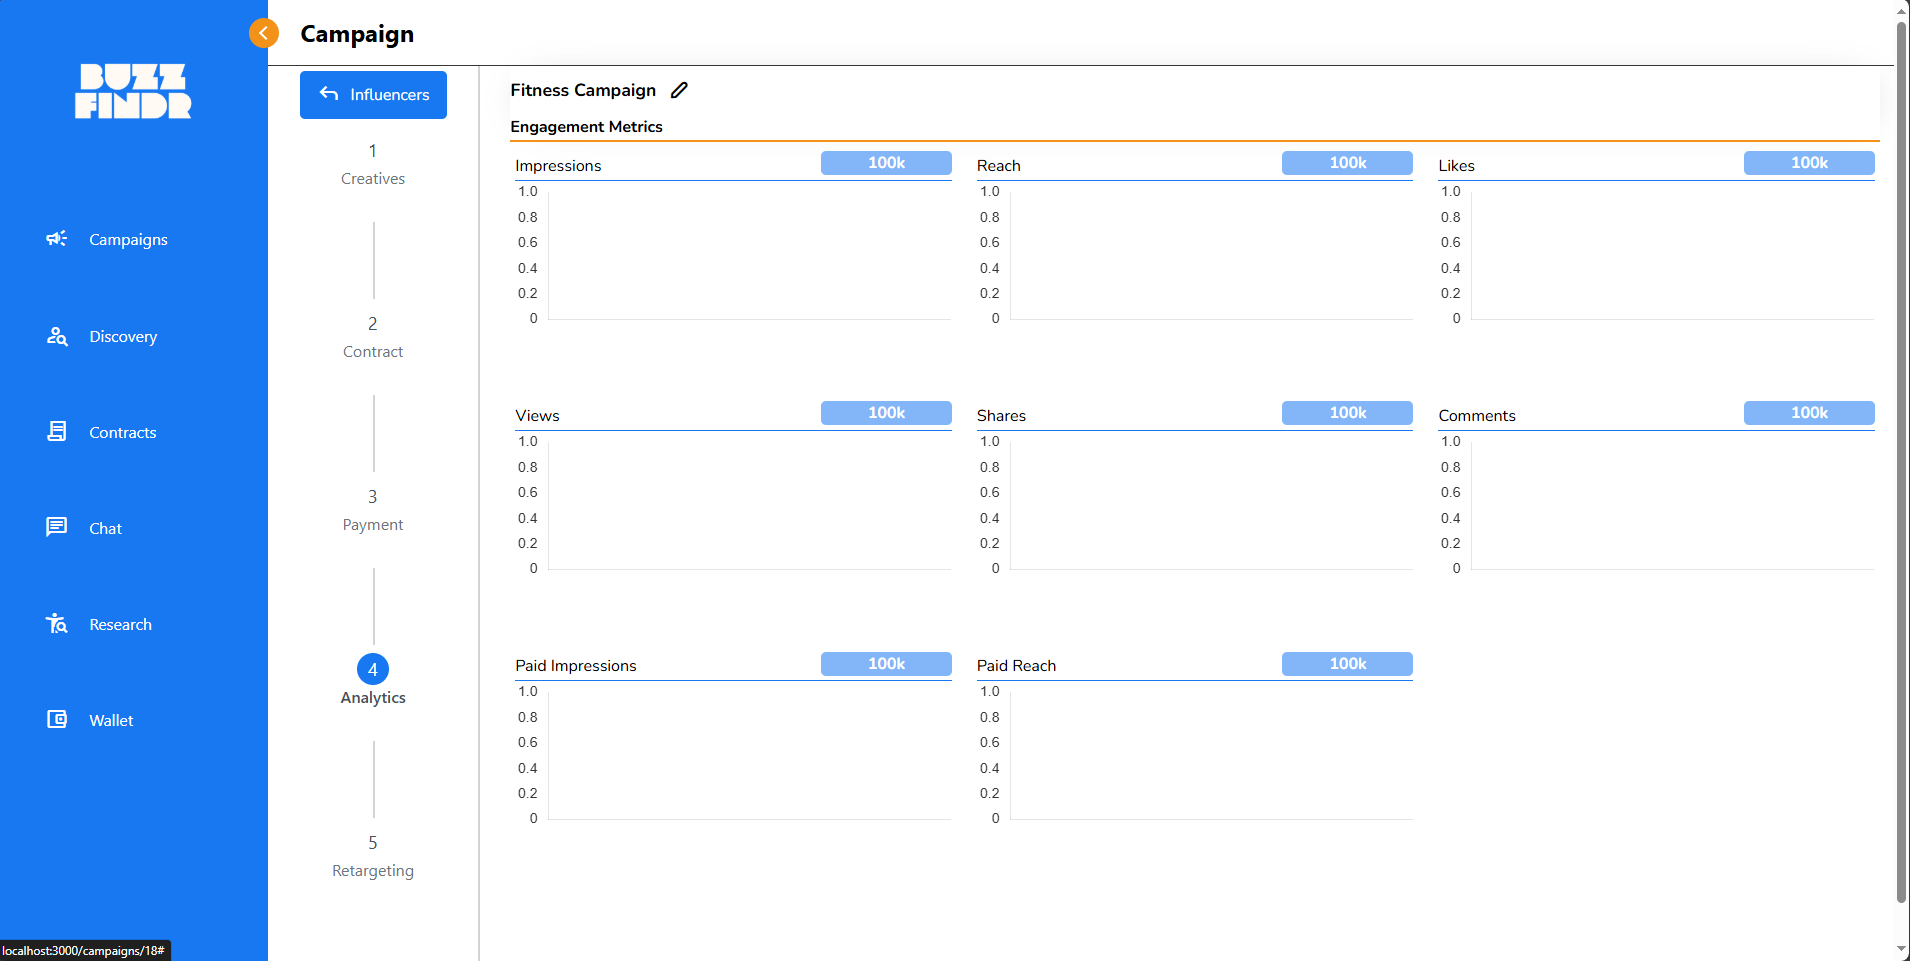 BUZZ
FINDR
Campaigns
Discovery
Contracts
Chat
Research
Wallet
localhost:3000/campaigns/18#
Campaign
Influencers
1
Creatives
2
Contract
3
Payment
4
Analytics
5
Retargeting
Fitness Campaign
Engagement Metrics
Impressions 100k
1.0
0.8
0.6
0.4
0.2
0
Reach 100k
1.0
0.8
0.6
0.4
0.2
0
Likes 100k
1.0
0.8
0.6
0.4
0.2
0
Views 100k
1.0
0.8
0.6
0.4
0.2
0
Shares 100k
1.0
0.8
0.6
0.4
0.2
0
Comments 100k
1.0
0.8
0.6
0.4
0.2
0
Paid Impressions 100k
1.0
0.8
0.6
0.4
0.2
0
Paid Reach 100k
1.0
0.8
0.6
0.4
0.2
0